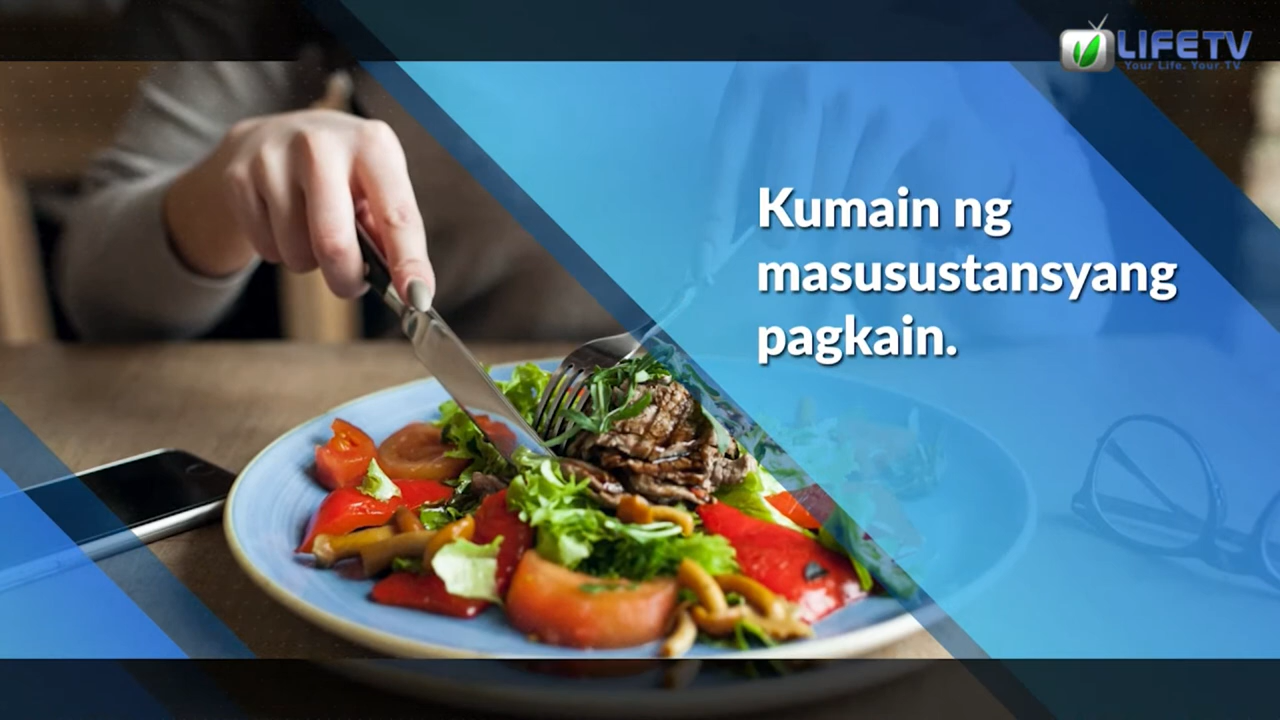 LIFETV
Your Life. Your TV
Kumain ng
masusustansyang
pagkain.